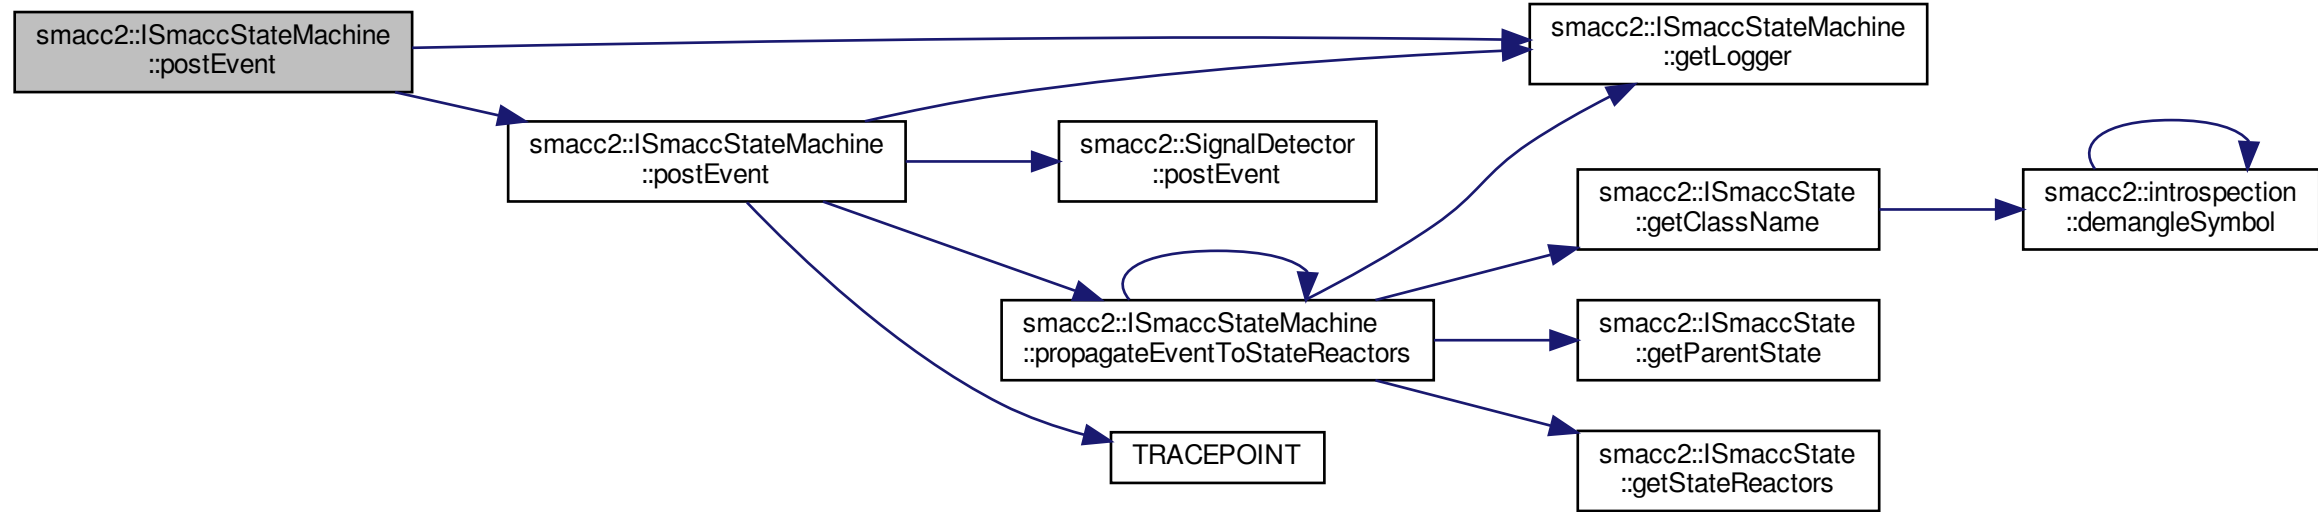 smacc2::ISmaccStateMachine
::postEvent
smacc2::ISmaccStateMachine
::getLogger
smacc2::ISmaccStateMachine
::postEvent
smacc2::SignalDetector
::postEvent
smacc2::ISmaccState
::getClassName
smacc2::introspection
::demangleSymbol
smacc2::ISmaccStateMachine
::propagateEventToStateReactors
smacc2::ISmaccState
::getParentState
TRACEPOINT
smacc2::ISmaccState
::getStateReactors